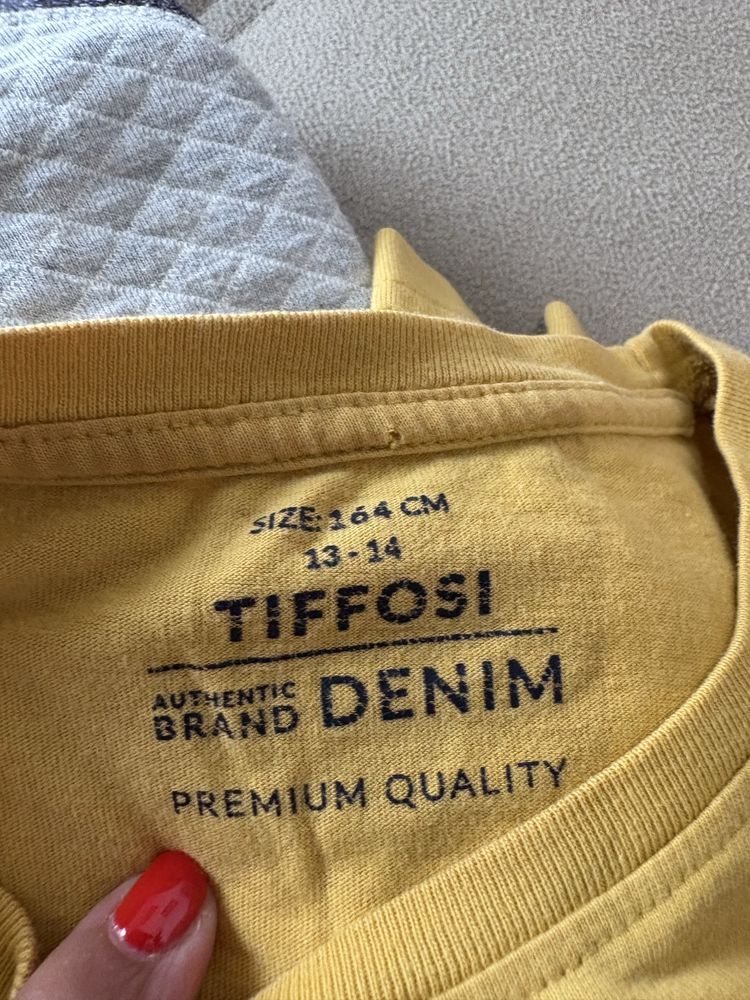 SIZE: 164 CM
13 - 14
TIFFOSI
AUTHENTIC
BRAND DENIM
PREMIUM QUALITY